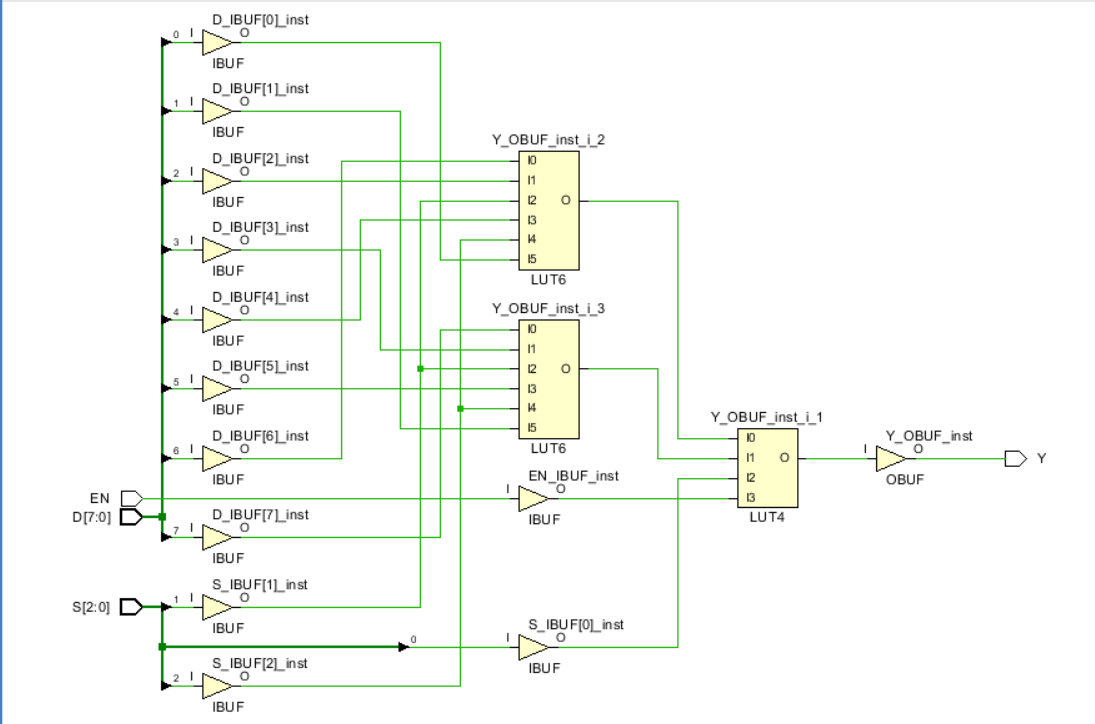 D_IBUF[0]_inst
0 I O
IBUF
D_IBUF[1]_inst
1 I O
IBUF
D_IBUF[2]_inst
2 I O
IBUF
D_IBUF[3]_inst
3 I O
IBUF
D_IBUF[4]_inst
4 I O
IBUF
D_IBUF[5]_inst
5 I O
IBUF
D_IBUF[6]_inst
6 I O
IBUF
EN
D[7:0]
D_IBUF[7]_inst
7 I O
IBUF
S_IBUF[1]_inst
S[2:0]
1 I O
IBUF
0
S_IBUF[2]_inst
2 I O
IBUF
Y_OBUF_inst_i_2
I0
I1
I2 O
I3
I4
I5
LUT6
Y_OBUF_inst_i_3
I0
I1
I2 O
I3
I4
I5
LUT6
EN_IBUF_inst
I O
IBUF
S_IBUF[0]_inst
I O
IBUF
Y_OBUF_inst_i_1
I0
I1 O
I2
I3
LUT4
Y_OBUF_inst
I O
OBUF
Y